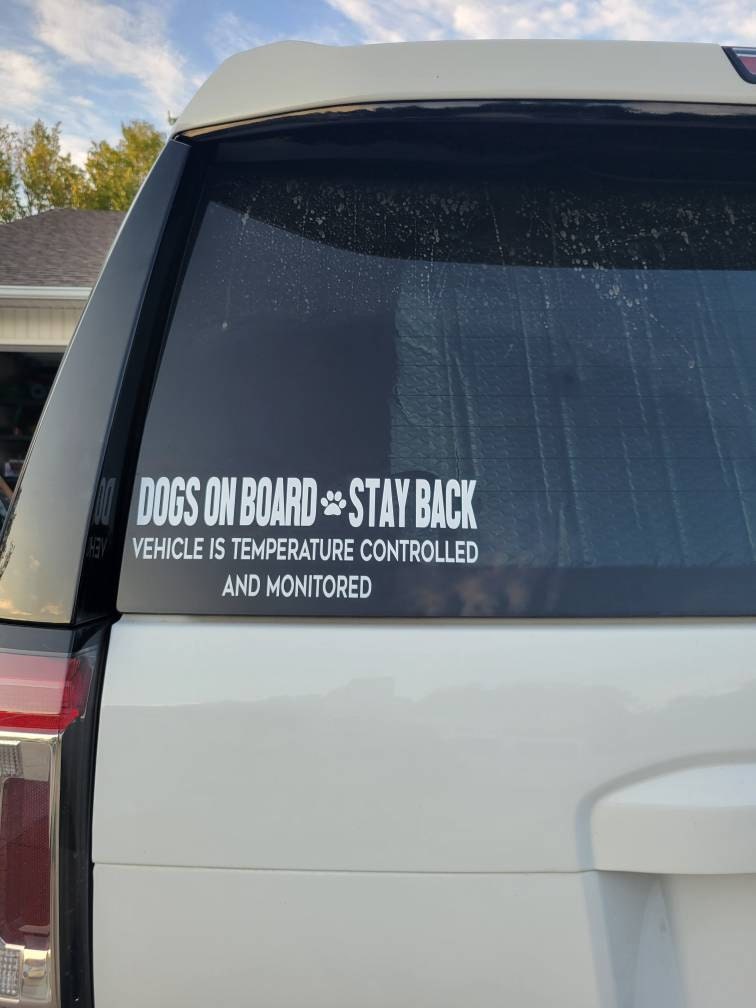 DOGS ON BOARD STAY BACK
VEHICLE IS TEMPERATURE CONTROLLED
AND MONITORED